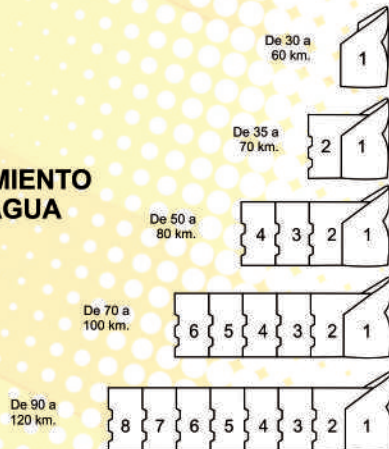 De 30 a
60 km.
1
De 35 a
70 km.
2 1
MIENTO
AGUA
De 50 a
80 km.
4 3 2 1
De 70 a
100 km.
6 5 4 3 2 1
De 90 a
120 km.
8 7 6 5 4 3 2 1